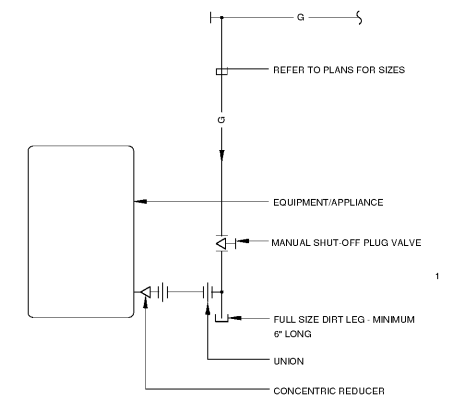 G
REFER TO PLANS FOR SIZES
G
EQUIPMENT/APPLIANCE
MANUAL SHUT-OFF PLUG VALVE
1
FULL SIZE DIRT LEG - MINIMUM
6" LONG
UNION
CONCENTRIC REDUCER